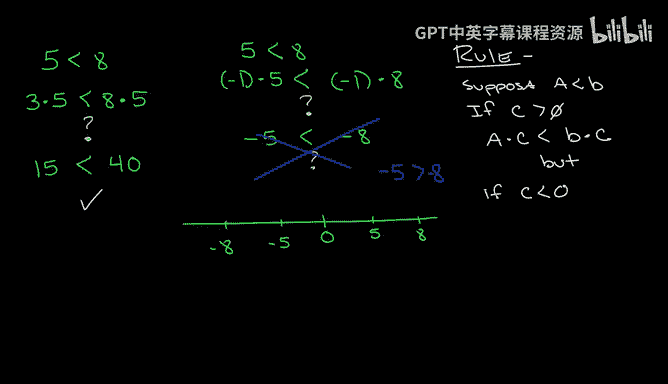 GPT中英字幕课程资源 bilibili
5 < 8
3·5 < 8·5
?
15 < 40
✓
5 < 8
(-1)·5 < (-1)·8
?
-5 < -8
?
-5 > -8
-8 -5 0 5 8
RULE -
suppose A < b
If C > 0
A·C < b·C
but
if C < 0